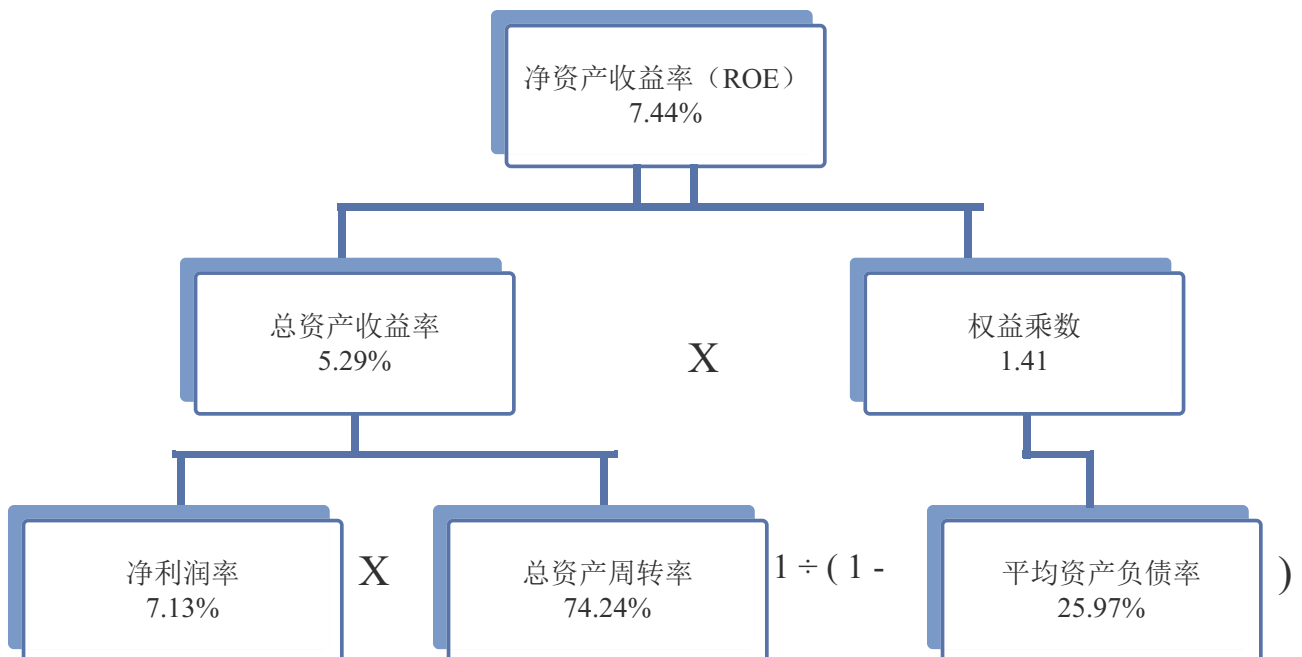 净资产收益率（ROE）
7.44%
总资产收益率
5.29%
X
权益乘数
1.41
净利润率
7.13%
X
总资产周转率
74.24%
1 ÷ ( 1 -
平均资产负债率
25.97%
)